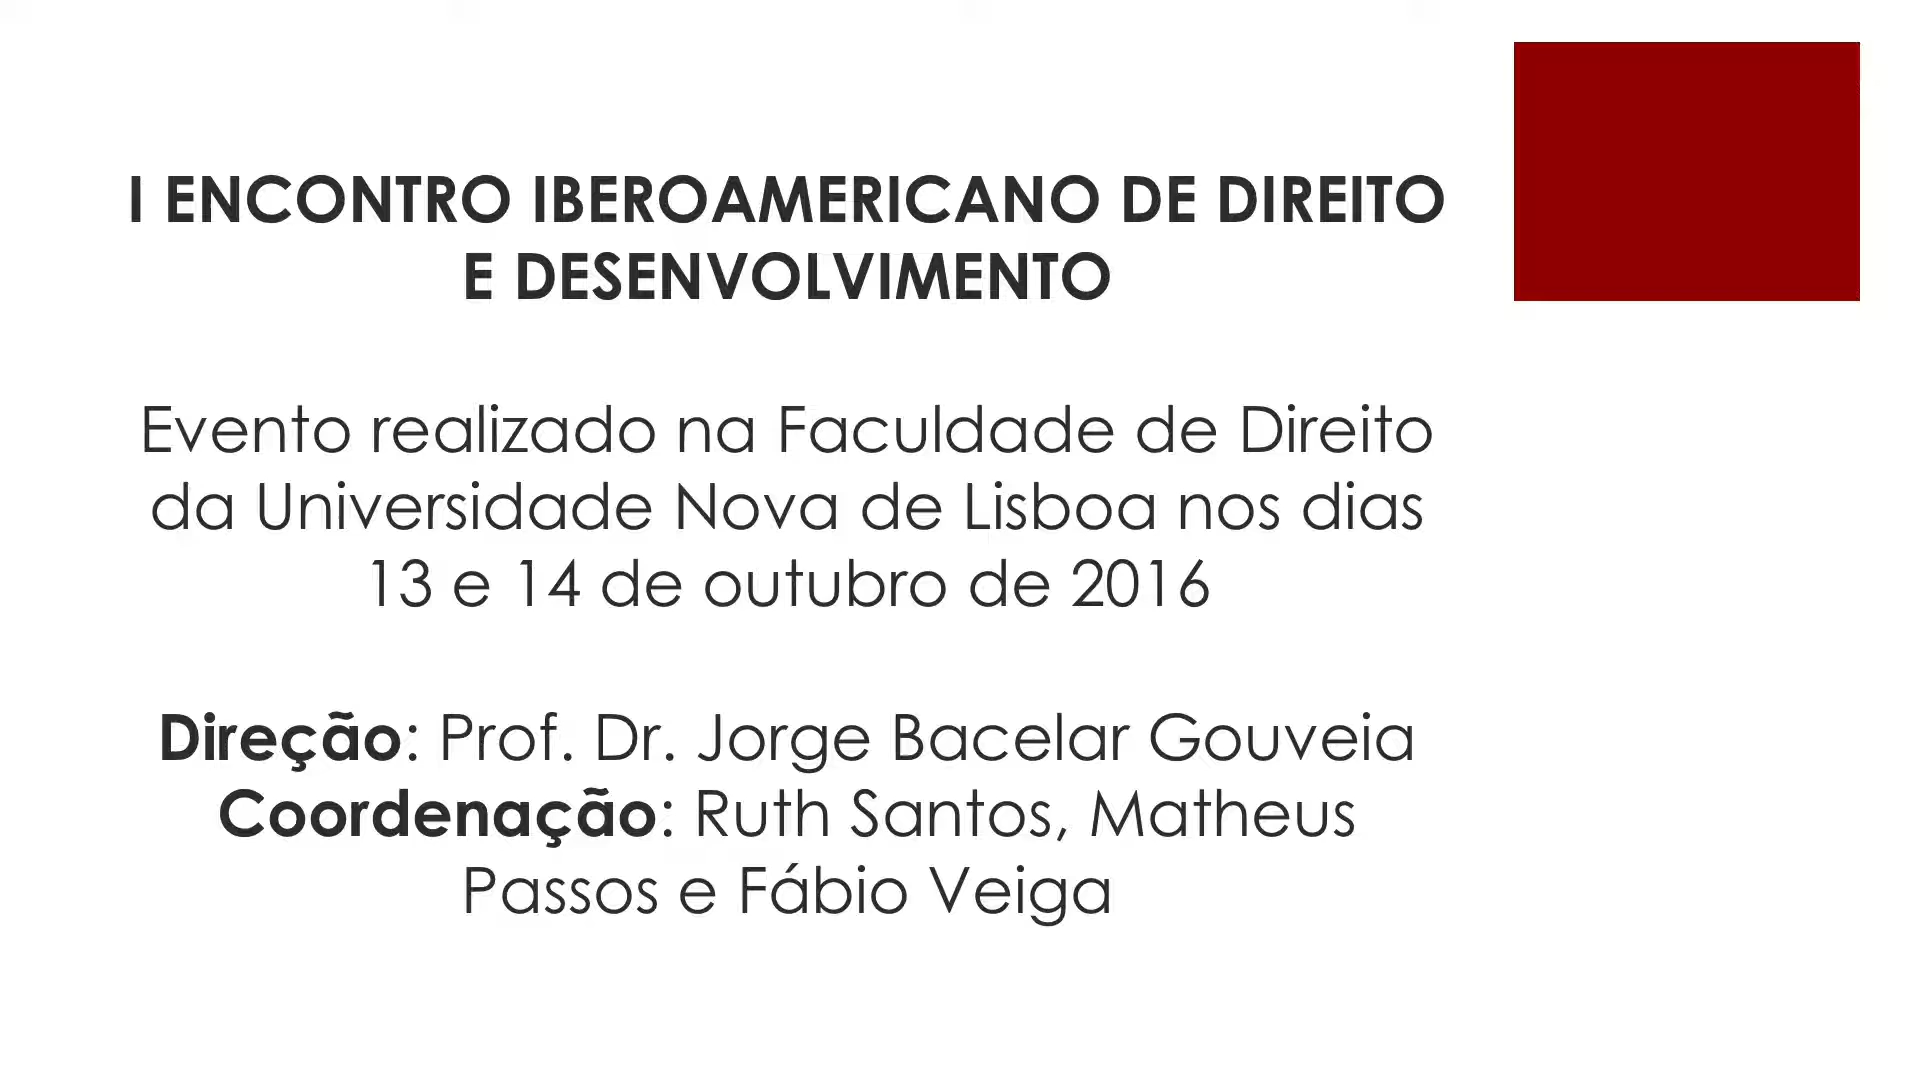 I ENCONTRO IBEROAMERICANO DE DIREITO
E DESENVOLVIMENTO
Evento realizado na Faculdade de Direito
da Universidade Nova de Lisboa nos dias
13 e 14 de outubro de 2016
Direção: Prof. Dr. Jorge Bacelar Gouveia
Coordenação: Ruth Santos, Matheus
Passos e Fábio Veiga